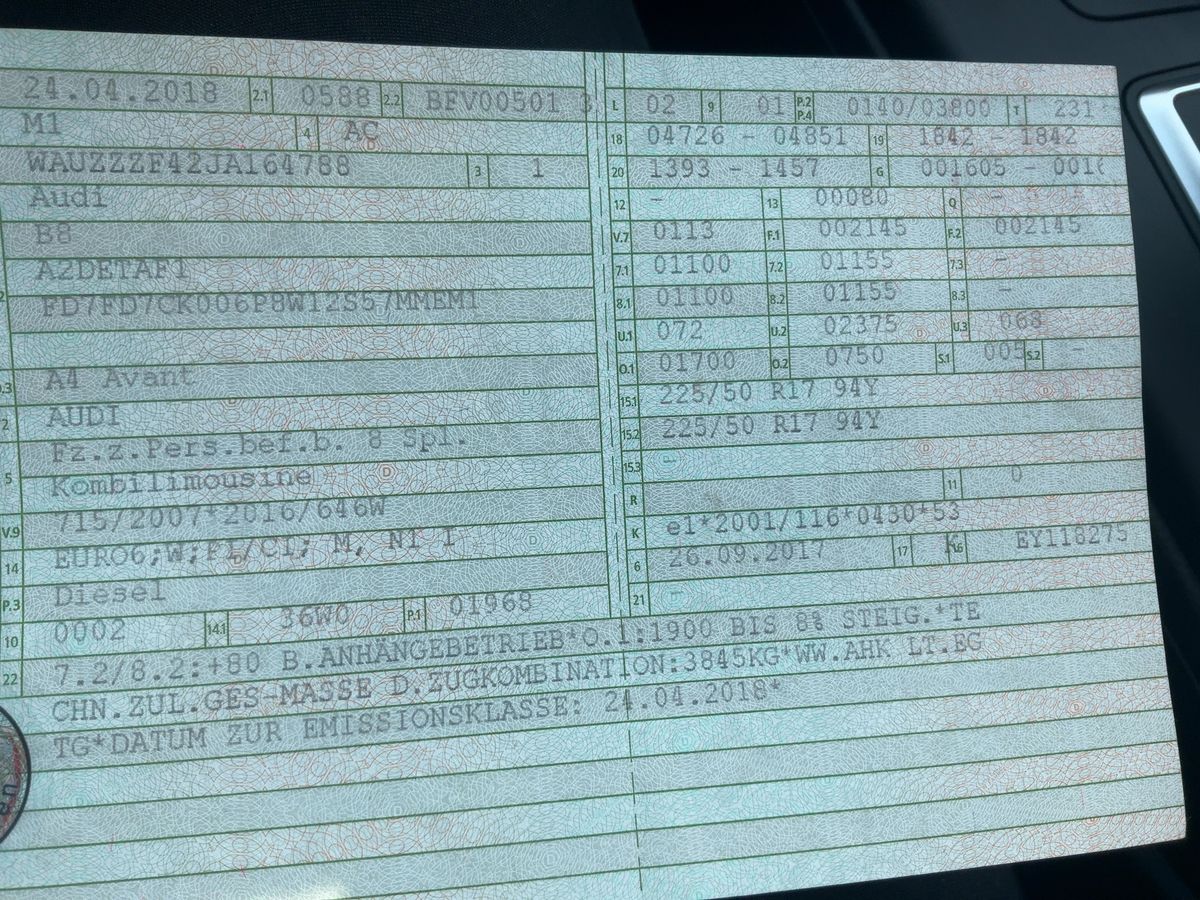 24.04.2018 2.1 0588 2.2 BFV00501 8
M1 4 AC
WAUZZZF42JA164788 3 1
Audi
B8
A2DETAF1
FD7FD7CK006P8W12S57MMEM1
A4 Avant
2 AUDI
Fz.z.Pers.bef.b. 8 Spl.
5 Kombilimousine
V.9 715/2007*2016/646W
14 EURO6;W;PI/CI; M, N1 I
P.3 Diesel
10 0002 14.1 36W0 P.1 01968
L 02 9 01 P.2 P.4 0140/03800 T 231
18 04726 - 04851 19 1842 - 1842
20 1393 - 1457 G 001605 - 0016
12 - 13 00080 Q -
V.7 0113 F.1 002145 F.2 002145
7.1 01100 7.2 01155 7.3 -
8.1 01100 8.2 01155 8.3 -
U.1 072 U.2 02375 U.3 068
O.1 01700 O.2 0750 S.1 005 S.2 -
15.1 225/50 R17 94Y
15.2 225/50 R17 94Y
15.3 -
R 11 0
K e1*2001/116*0430*53
6 26.09.2017 17 K 16 EY118275
21 -
22 7.2/8.2:+80 B.ANHÄNGEBETRIEB*O.1:1900 BIS 8% STEIG.*TE
CHN.ZUL.GES-MASSE D.ZUGKOMBINATION:3845KG*WW.AHK LT.EG
TG*DATUM ZUR EMISSIONSKLASSE: 24.04.2018*
en